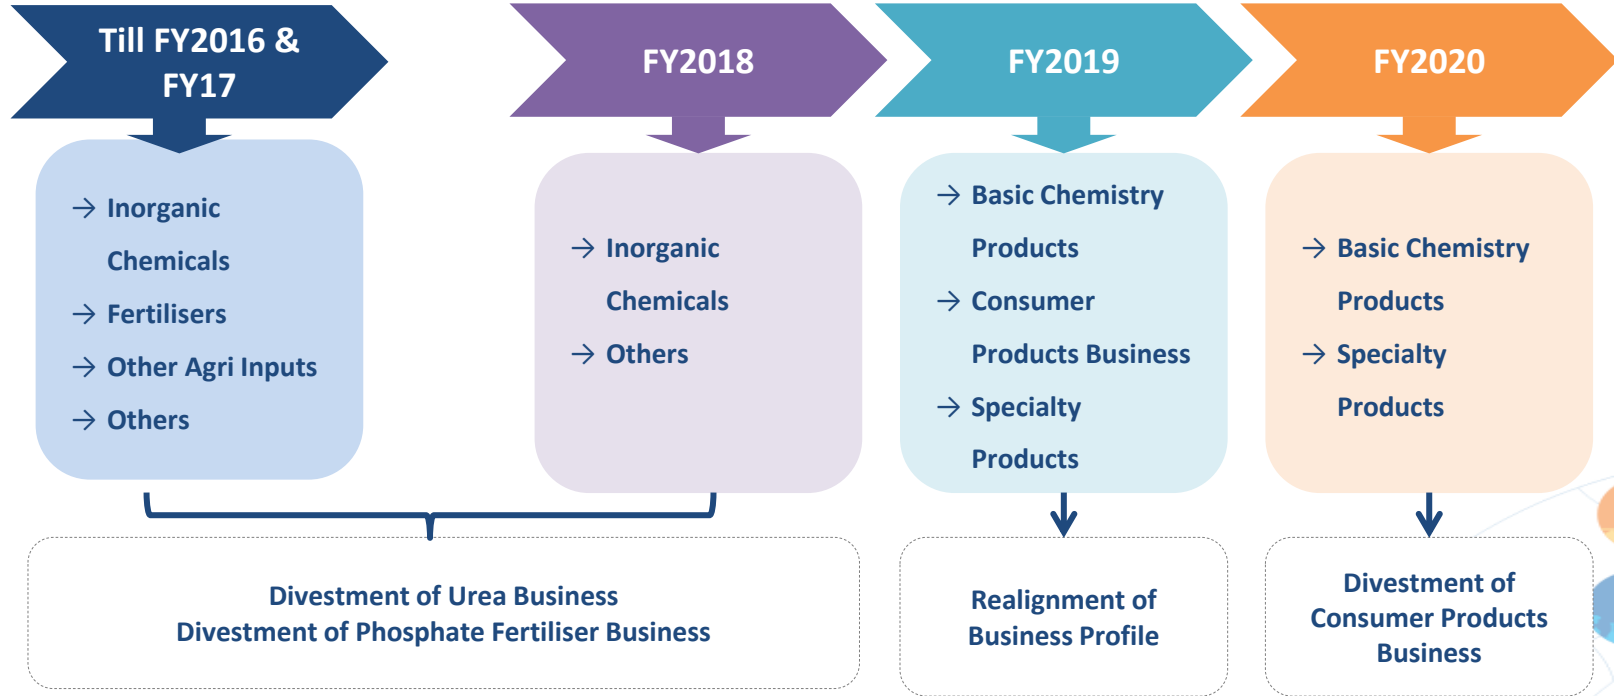 Till FY2016 &
FY17
FY2018
FY2019
FY2020
→ Inorganic
Chemicals
→ Fertilisers
→ Other Agri Inputs
→ Others
→ Inorganic
Chemicals
→ Others
→ Basic Chemistry
Products
→ Consumer
Products Business
→ Specialty
Products
→ Basic Chemistry
Products
→ Specialty
Products
Divestment of Urea Business
Divestment of Phosphate Fertiliser Business
Realignment of
Business Profile
Divestment of
Consumer Products
Business